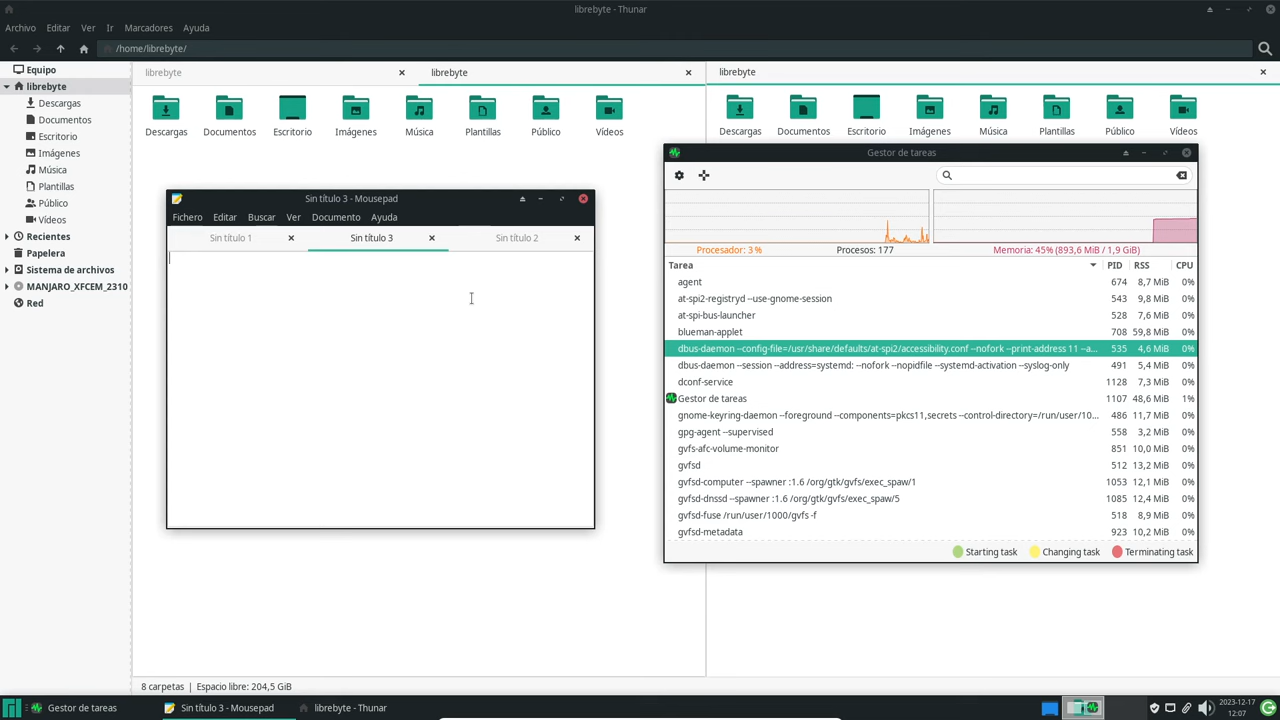 librebyte - Thunar
Archivo Editar Ver Ir Marcadores Ayuda
/home/librebyte/
Equipo
librebyte
Descargas
Documentos
Escritorio
Imágenes
Música
Plantillas
Público
Vídeos
Recientes
Papelera
Sistema de archivos
MANJARO_XFCEM_2310
Red
librebyte
librebyte
librebyte
Descargas Documentos Escritorio Imágenes Música Plantillas Público Vídeos
Descargas Documentos Escritorio Imágenes Música Plantillas Público Vídeos
Sin título 3 - Mousepad
Fichero Editar Buscar Ver Documento Ayuda
Sin título 1 Sin título 3 Sin título 2
Gestor de tareas
Procesador: 3 % Procesos: 177 Memoria: 45% (893,6 MiB / 1,9 GiB)
Tarea PID RSS CPU
agent 674 8,7 MiB 0%
at-spi2-registryd --use-gnome-session 543 9,8 MiB 0%
at-spi-bus-launcher 528 7,6 MiB 0%
blueman-applet 708 59,8 MiB 0%
dbus-daemon --config-file=/usr/share/defaults/at-spi2/accessibility.conf --nofork --print-address 11 --a... 535 4,6 MiB 0%
dbus-daemon --session --address=systemd: --nofork --nopidfile --systemd-activation --syslog-only 491 5,4 MiB 0%
dconf-service 1128 7,3 MiB 0%
Gestor de tareas 1107 48,6 MiB 1%
gnome-keyring-daemon --foreground --components=pkcs11,secrets --control-directory=/run/user/10... 486 11,7 MiB 0%
gpg-agent --supervised 558 3,2 MiB 0%
gvfs-afc-volume-monitor 851 10,0 MiB 0%
gvfsd 512 13,2 MiB 0%
gvfsd-computer --spawner :1.6 /org/gtk/gvfs/exec_spaw/1 1053 12,1 MiB 0%
gvfsd-dnssd --spawner :1.6 /org/gtk/gvfs/exec_spaw/5 1085 12,4 MiB 0%
gvfsd-fuse /run/user/1000/gvfs -f 518 8,9 MiB 0%
gvfsd-metadata 923 10,2 MiB 0%
Starting task Changing task Terminating task
8 carpetas | Espacio libre: 204,5 GiB
Gestor de tareas Sin título 3 - Mousepad librebyte - Thunar
2023-12-17
12:07